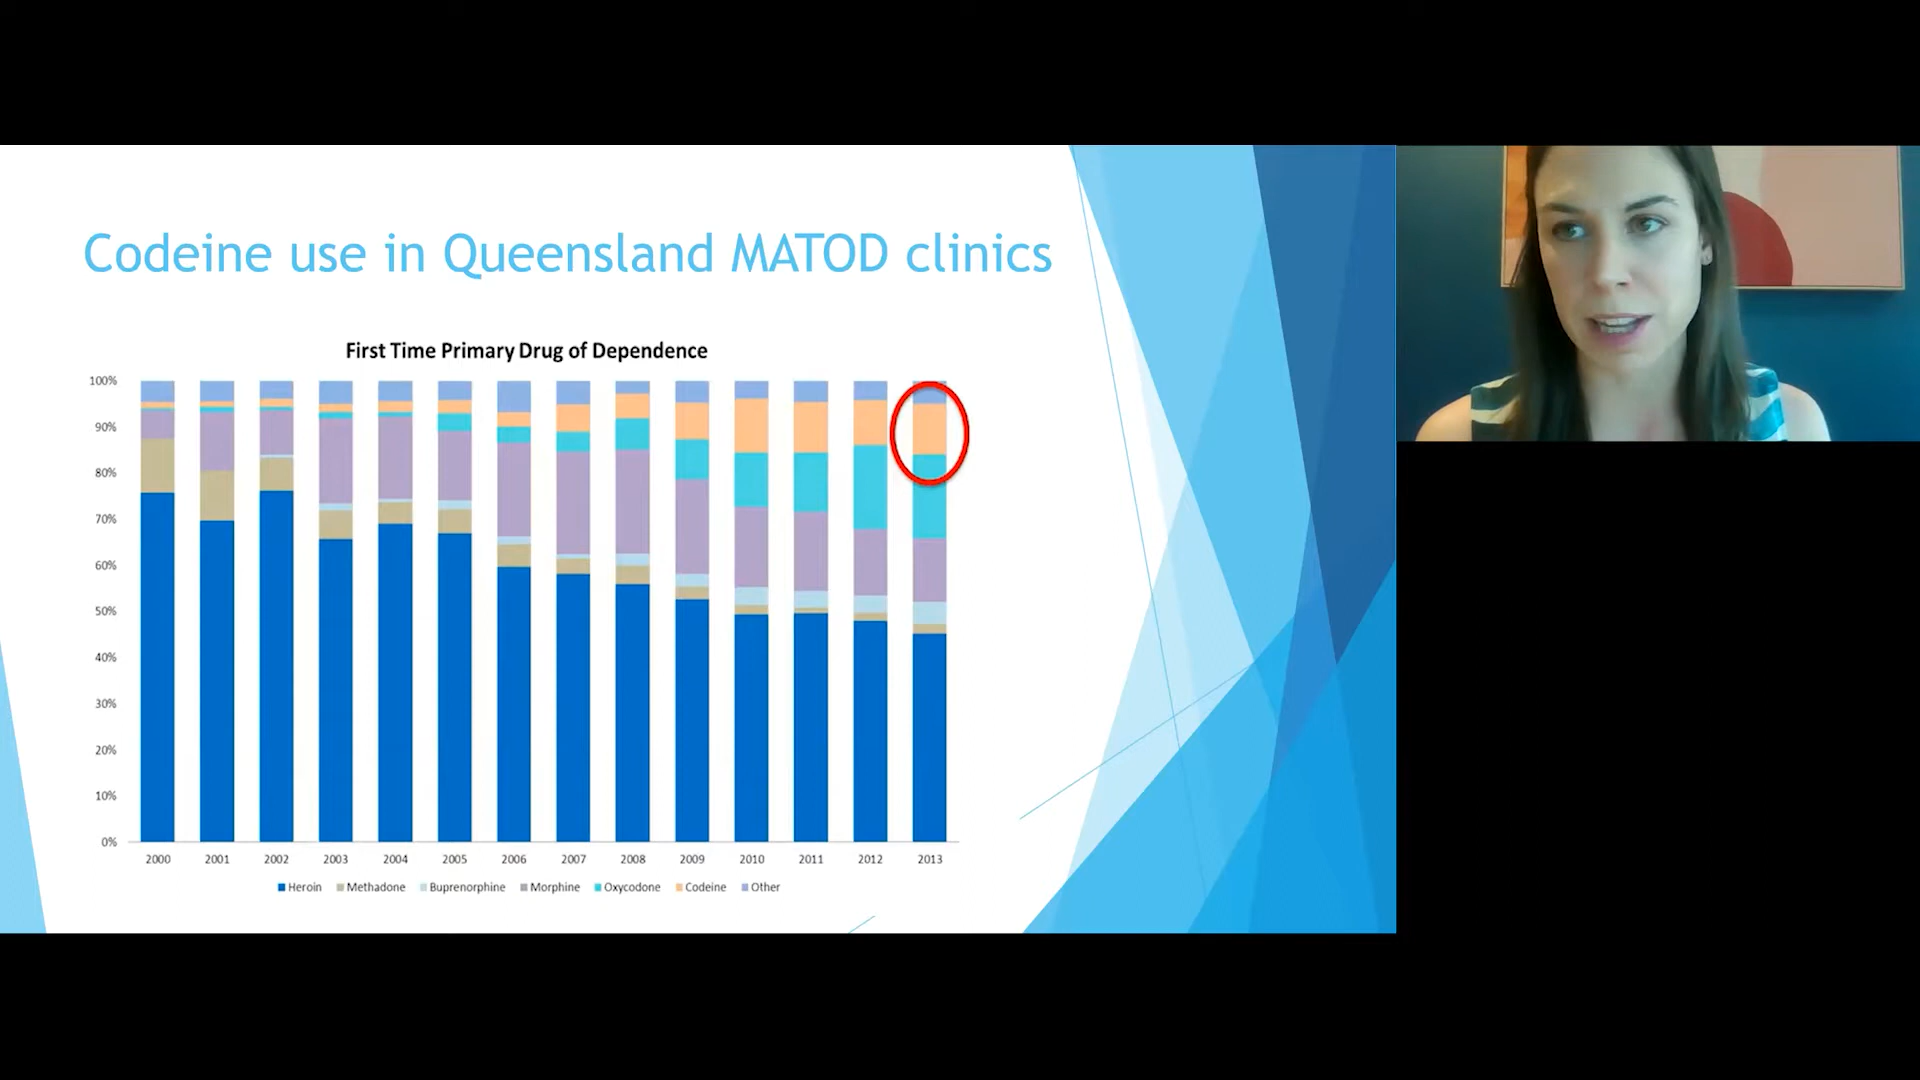 Codeine use in Queensland MATOD clinics
First Time Primary Drug of Dependence
100%
90%
80%
70%
60%
50%
40%
30%
20%
10%
0%
2000 2001 2002 2003 2004 2005 2006 2007 2008 2009 2010 2011 2012 2013
Heroin Methadone Buprenorphine Morphine Oxycodone Codeine Other